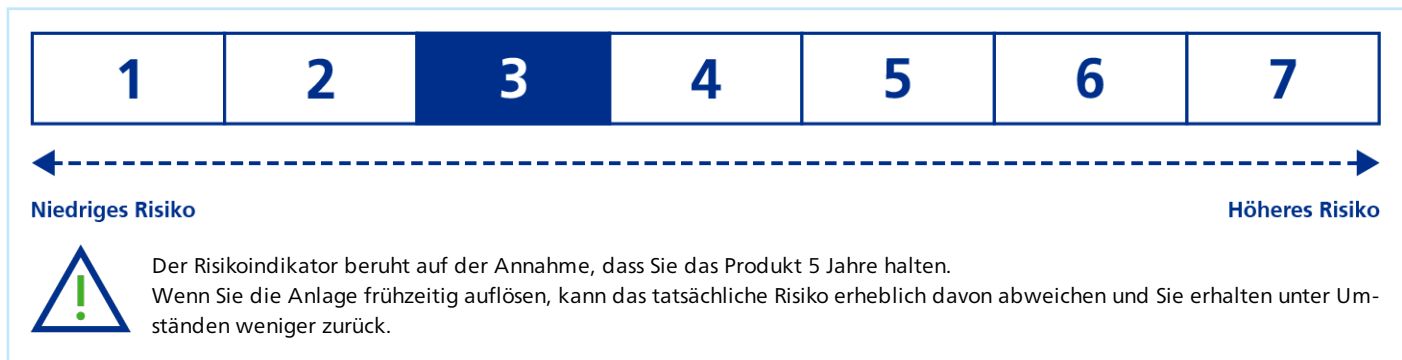 1 2 3 4 5 6 7
Niedriges Risiko Höheres Risiko
!
Der Risikoindikator beruht auf der Annahme, dass Sie das Produkt 5 Jahre halten.
Wenn Sie die Anlage frühzeitig auflösen, kann das tatsächliche Risiko erheblich davon abweichen und Sie erhalten unter Um-
ständen weniger zurück.